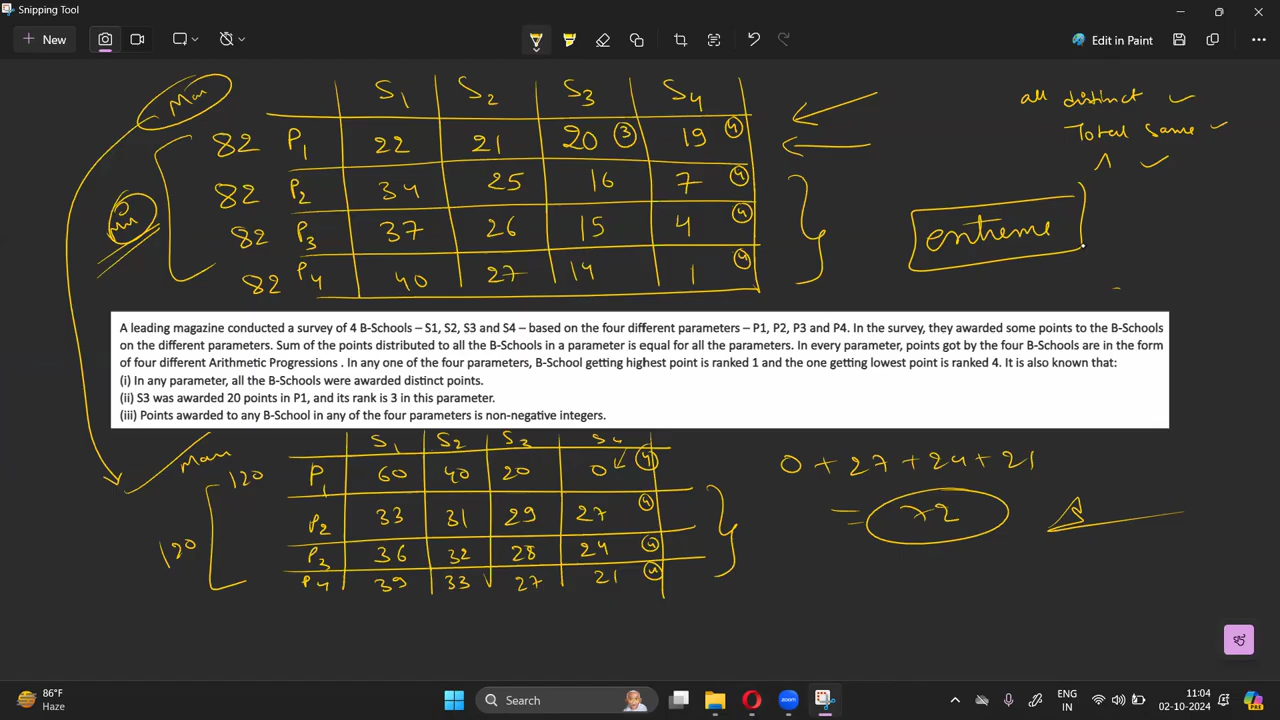 Snipping Tool
New
Edit in Paint
Man
S1 S2 S3 S4
82 P1 22 21 20 3 19 4
82 P2 34 25 16 7 4
82 P3 37 26 15 4 4
82 P4 40 27 14 1 4
all distinct
Total same
extreme
A leading magazine conducted a survey of 4 B-Schools – S1, S2, S3 and S4 – based on the four different parameters – P1, P2, P3 and P4. In the survey, they awarded some points to the B-Schools
on the different parameters. Sum of the points distributed to all the B-Schools in a parameter is equal for all the parameters. In every parameter, points got by the four B-Schools are in the form
of four different Arithmetic Progressions . In any one of the four parameters, B-School getting highest point is ranked 1 and the one getting lowest point is ranked 4. It is also known that:
(i) In any parameter, all the B-Schools were awarded distinct points.
(ii) S3 was awarded 20 points in P1, and its rank is 3 in this parameter.
(iii) Points awarded to any B-School in any of the four parameters is non-negative integers.
Man
S1 S2 S3 S4
120 P1 60 40 20 0 4
P2 33 31 29 27 4
120 P3 36 32 28 24 4
P4 39 33 27 21 4
0 + 27 + 24 + 21
= 72
86°F
Haze
Search
zoom
PRE
ENG
IN
11:04
02-10-2024